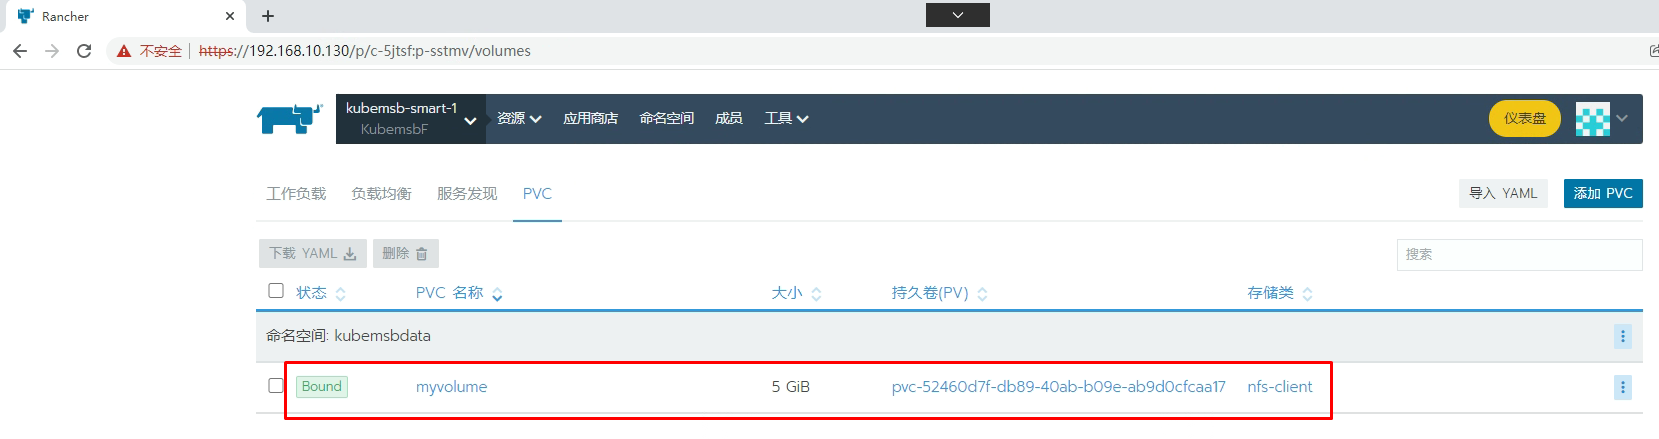 Rancher
不安全 https://192.168.10.130/p/c-5jtsf:p-sstmv/volumes
kubemsb-smart-1
KubemsbF
资源 应用商店 命名空间 成员 工具 仪表盘
工作负载 负载均衡 服务发现 PVC 导入 YAML 添加 PVC
下载 YAML 删除 搜索
状态 PVC 名称 大小 持久卷(PV) 存储类
命名空间: kubemsbdata
Bound myvolume 5 GiB pvc-52460d7f-db89-40ab-b09e-ab9d0cfcaa17 nfs-client